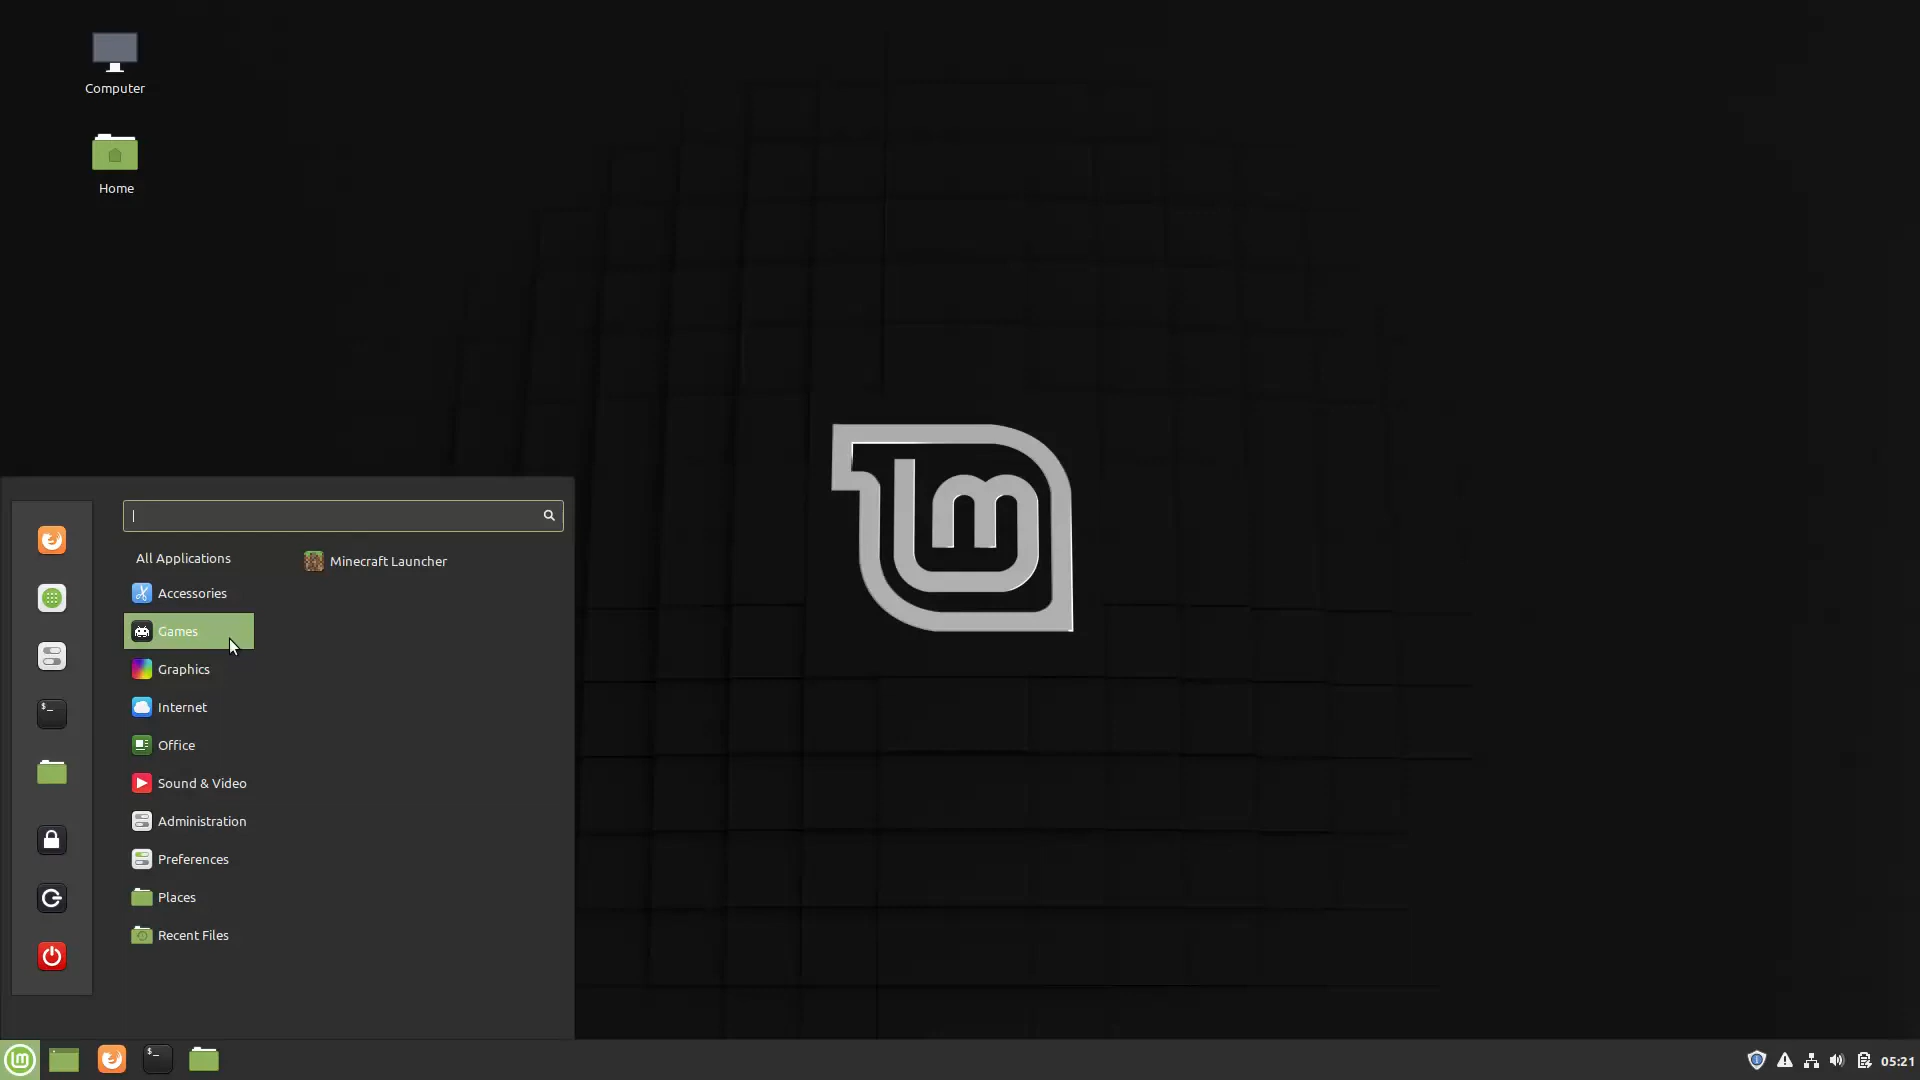 Computer
Home
All Applications
Minecraft Launcher
Accessories
Games
Graphics
Internet
Office
Sound & Video
Administration
Preferences
Places
Recent Files
05:21